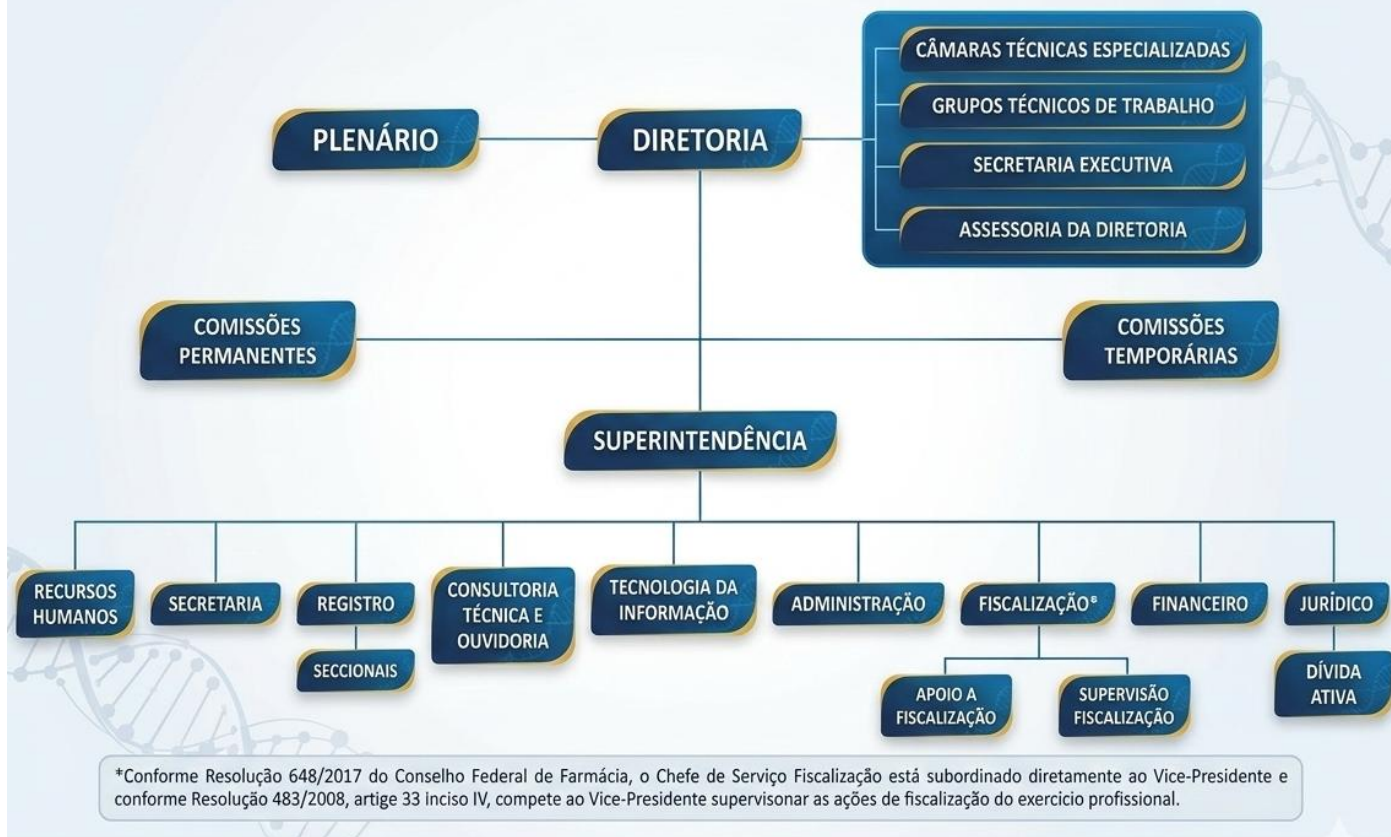 CÂMARAS TÉCNICAS ESPECIALIZADAS
GRUPOS TÉCNICOS DE TRABALHO
PLENÁRIO
DIRETORIA
SECRETARIA EXECUTIVA
ASSESSORIA DA DIRETORIA
COMISSÕES
PERMANENTES
COMISSÕES
TEMPORÁRIAS
SUPERINTENDÊNCIA
RECURSOS
HUMANOS
SECRETARIA
REGISTRO
SECCIONAIS
CONSULTORIA
TÉCNICA E
OUVIDORIA
TECNOLOGIA DA
INFORMAÇÃO
ADMINISTRAÇÃO
FISCALIZAÇÃO*
APOIO A
FISCALIZAÇÃO
SUPERVISÃO
FISCALIZAÇÃO
FINANCEIRO
JURÍDICO
DÍVIDA
ATIVA
*Conforme Resolução 648/2017 do Conselho Federal de Farmácia, o Chefe de Serviço Fiscalização está subordinado diretamente ao Vice-Presidente e
conforme Resolução 483/2008, artige 33 inciso IV, compete ao Vice-Presidente supervisonar as ações de fiscalização do exercicio profissional.